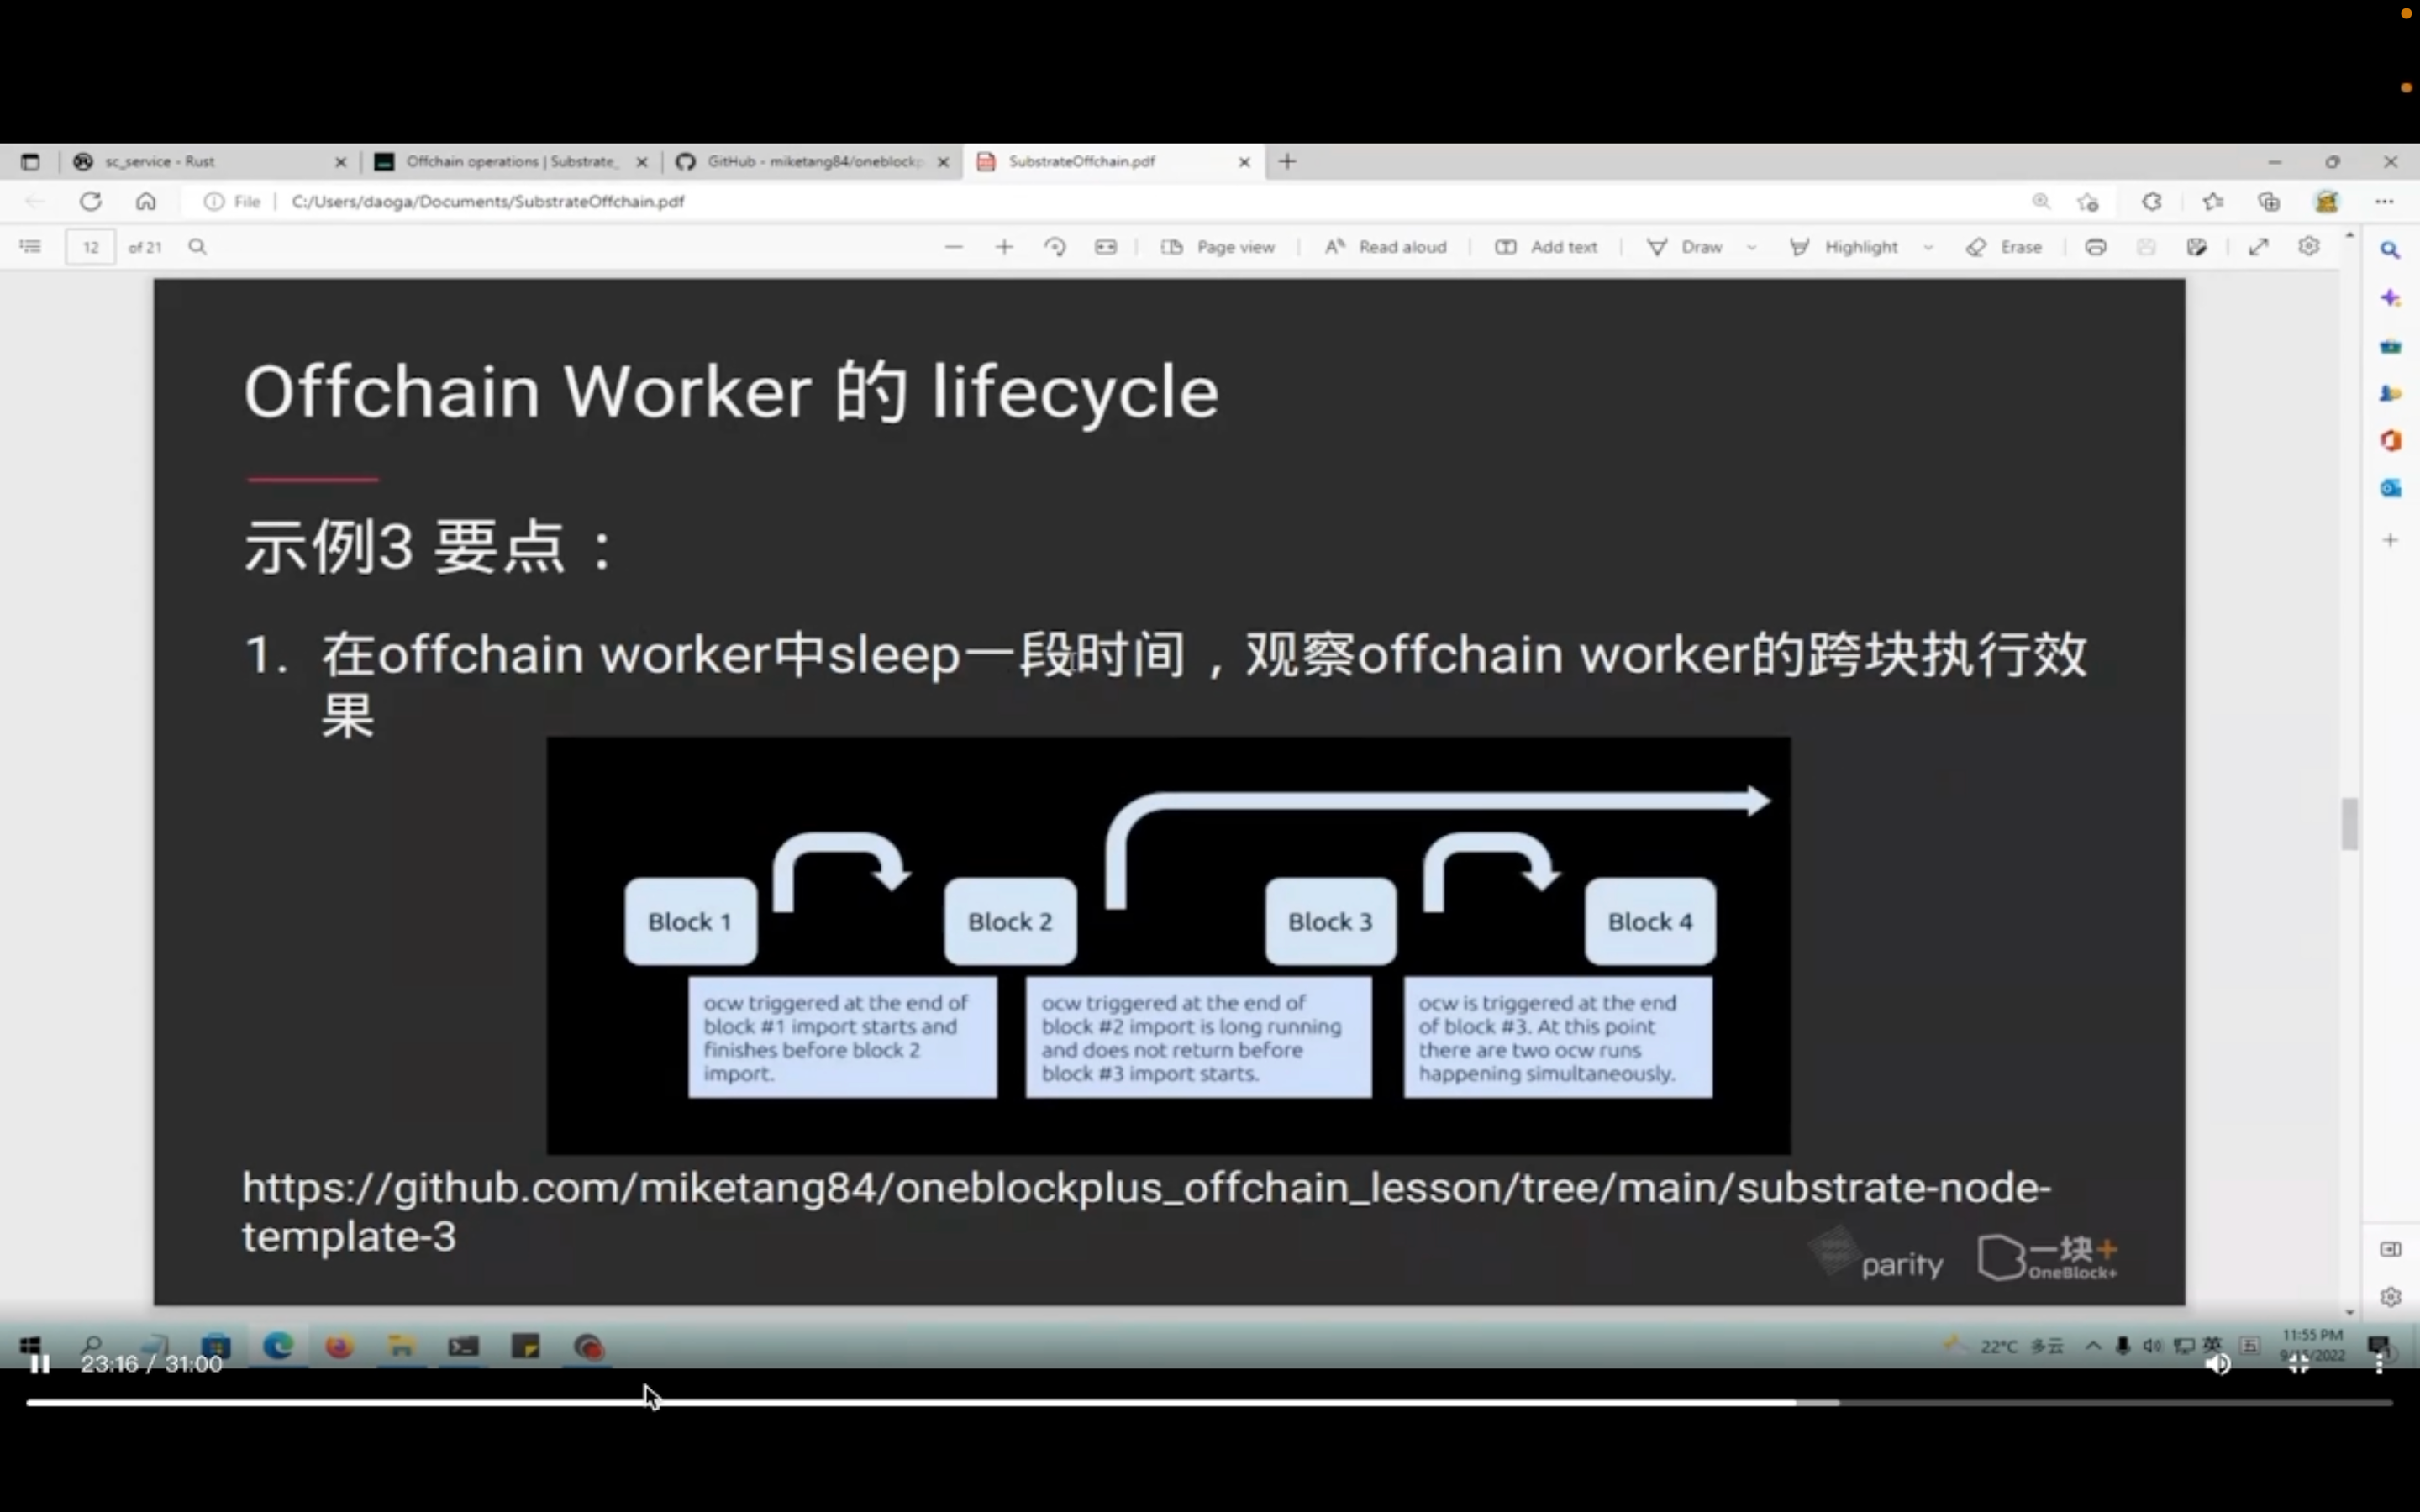 sc_service - Rust
Offchain operations | Substrate_
GitHub - miketang84/oneblockp
SubstrateOffchain.pdf
File
C:/Users/daoga/Documents/SubstrateOffchain.pdf
12 of 21
Page view
Read aloud
Add text
Draw
Highlight
Erase
Offchain Worker 的 lifecycle
示例3 要点：
1. 在offchain worker中sleep一段时间，观察offchain worker的跨块执行效
果
Block 1
Block 2
Block 3
Block 4
ocw triggered at the end of
block #1 import starts and
finishes before block 2
import.
ocw triggered at the end of
block #2 import is long running
and does not return before
block #3 import starts.
ocw is triggered at the end
of block #3. At this point
there are two ocw runs
happening simultaneously.
https://github.com/miketang84/oneblockplus_offchain_lesson/tree/main/substrate-node-
template-3
parity
一块+
OneBlock+
22°C 多云
英
五
11:55 PM
9/15/2022
23:16 / 31:00